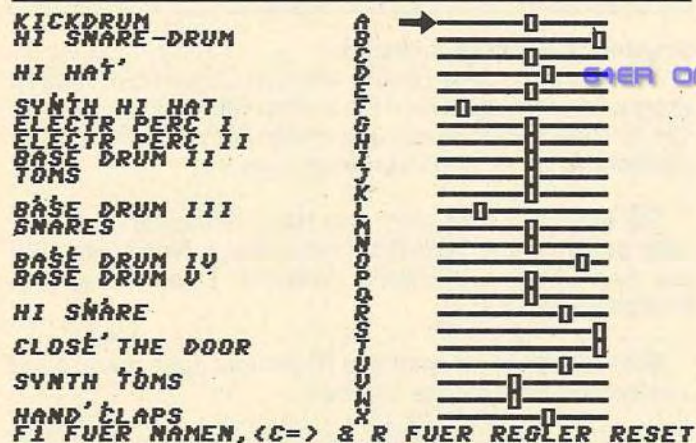 KICKDRUM A
HI SNARE-DRUM B
, , C
HI HAT D
64ER
, , E
SYNTH HI HAT F
ELECTR PERC I G
ELECTR PERC II H
BASE DRUM II I
TOMS J
, , K
BASE DRUM III L
SNARES M
, , N
BASE DRUM IV O
BASE DRUM V P
, , Q
HI SNARE R
, , S
CLOSE THE DOOR T
, , U
SYNTH TOMS V
, , W
HAND CLAPS X
F1 FUER NAMEN,<C=> & R FUER REGLER RESET